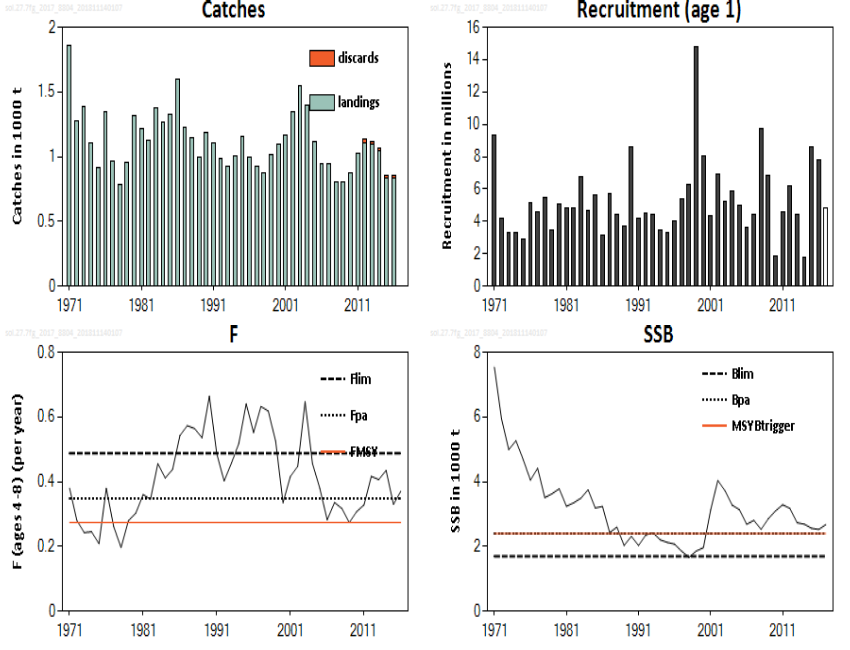 Catches
Catches in 1000 t
2
1.5
1
0.5
0
discards
landings
1971
1981
1991
2001
2011
Recruitment (age 1)
Recruitment in millions
16
14
12
10
8
6
4
2
0
1971
1981
1991
2001
2011
F
F (ages 4-8) (per year)
0.8
0.6
0.4
0.2
0
Flim
Fpa
FMSY
1971
1981
1991
2001
2011
SSB
SSB in 1000 t
8
6
4
2
0
Blim
Bpa
MSY Btrigger
1971
1981
1991
2001
2011